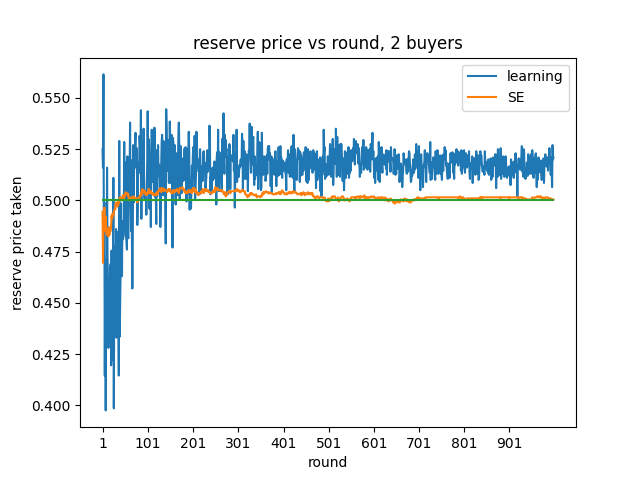 reserve price vs round, 2 buyers
learning
SE
reserve price taken
0.550
0.525
0.500
0.475
0.450
0.425
0.400
1 101 201 301 401 501 601 701 801 901
round